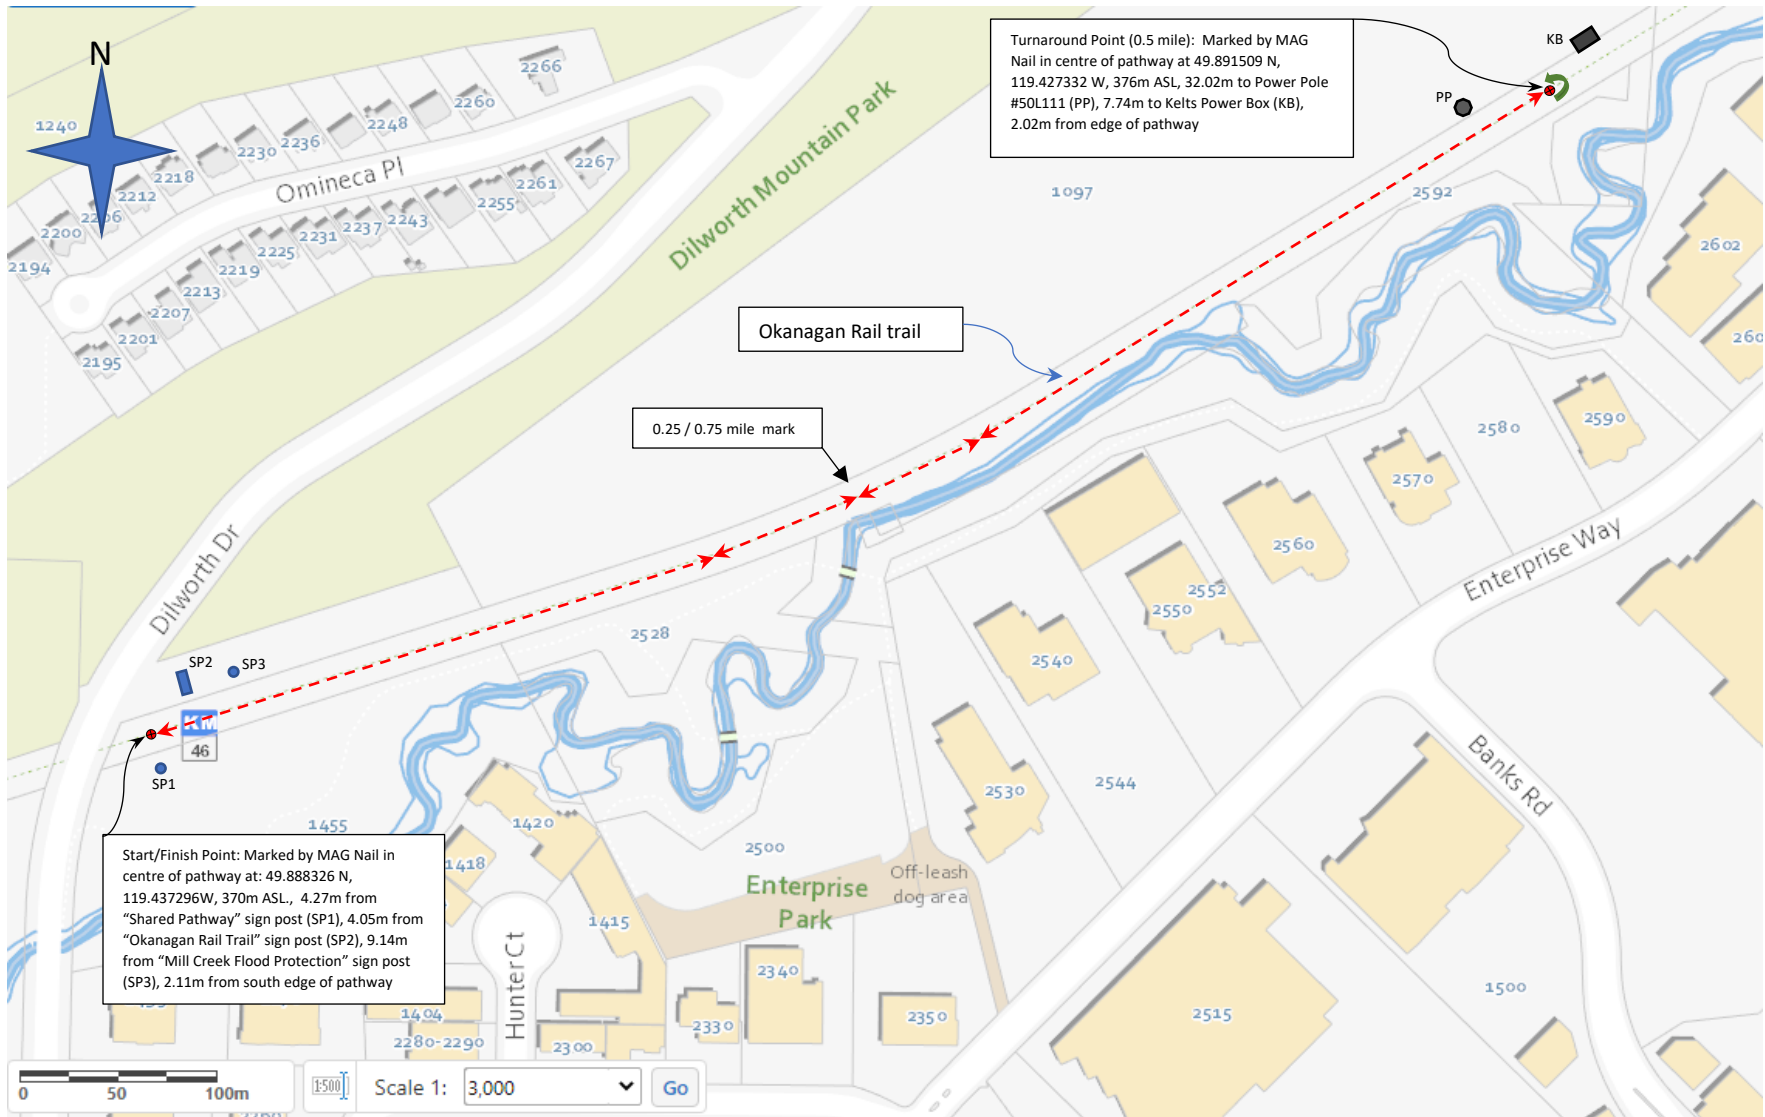 N
Turnaround Point (0.5 mile):  Marked by MAG
Nail in centre of pathway at 49.891509 N,
119.427332 W, 376m ASL, 32.02m to Power Pole
#50L111 (PP), 7.74m to Kelts Power Box (KB),
2.02m from edge of pathway
KB
PP
1240
2266
2260
2248
2236
2230
2218
2212
2206
2200
2194
Omineca Pl
2267
2261
2255
2243
2237
2231
2225
2219
2213
2207
2201
2195
Dilworth Mountain Park
1097
2592
2602
Okanagan Rail trail
0.25 / 0.75 mile  mark
2590
2580
2570
2560
2552
2550
2540
2544
2530
Enterprise Way
Banks Rd
Dilworth Dr
2528
SP2
SP3
KM
46
SP1
1455
1420
1418
1415
2500
Enterprise
Park
Off-leash
dog area
Start/Finish Point: Marked by MAG Nail in
centre of pathway at: 49.888326 N,
119.437296W, 370m ASL.,  4.27m from
“Shared Pathway” sign post (SP1), 4.05m from
“Okanagan Rail Trail” sign post (SP2), 9.14m
from “Mill Creek Flood Protection” sign post
(SP3), 2.11m from south edge of pathway
Hunter Ct
2340
2330
2350
2515
1500
1404
2280-2290
2300
0
50
100m
1:500
Scale 1:
3,000
Go